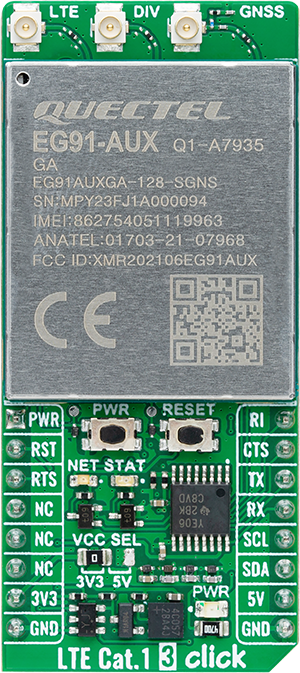 LTE DIV GNSS
QUECTEL
EG91-AUX Q1-A7935
GA
EG91AUXGA-128-SGNS
SN:MPY23FJ1A000094
IMEI:862754051119963
ANATEL:01703-21-07968
FCC ID:XMR202106EG91AUX
CE
PWR RESET
PWR RI
RST CTS
NET STAT
RTS TX
NC RX
YE06
VCC SEL
NC SCL
NC SDA
3V3 5V
PWR
3V3 5V
GND GND
LTE Cat.1 3 click